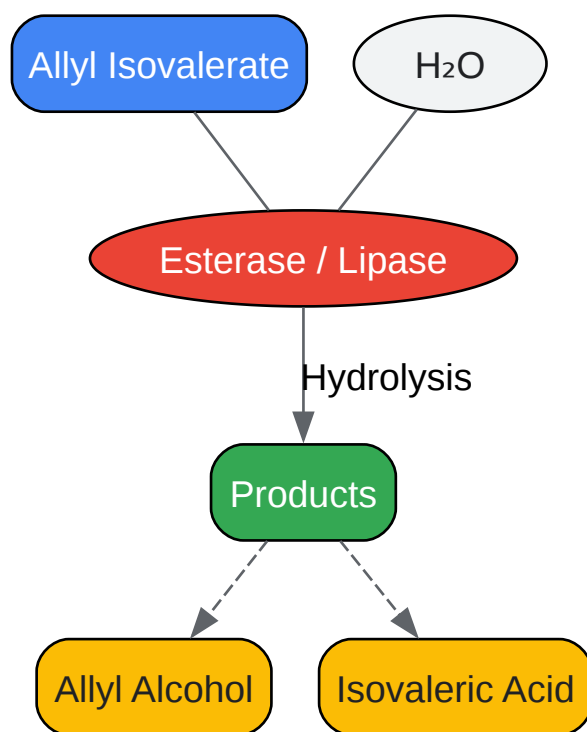 Allyl Isovalerate
H₂O
Esterase / Lipase
Hydrolysis
Products
Allyl Alcohol
Isovaleric Acid